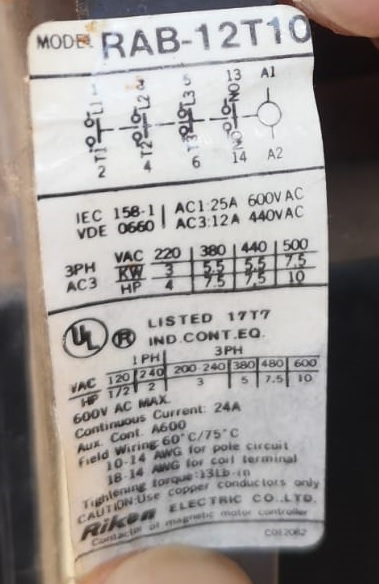 MODEL RAB-12T10
1 3 5 13 A1
L1 L2 L3 NO
T1 T2 T3 NO
2 4 6 14 A2
IEC 158-1 AC1:25A 600VAC
VDE 0660 AC3:12A 440VAC
3PH VAC 220 380 440 500
AC3 KW 3 5.5 5.5 7.5
HP 4 7.5 7.5 10
UL ® LISTED 17T7
IND.CONT.EQ.
1PH 3PH
VAC 120 240 200-240 380 480 600
HP 1/2 2 3 5 7.5 10
600V AC MAX.
Continuous Current: 24A
Aux. Cont. A600
Field Wiring:60°C/75°C
10-14 AWG for pole circuit
18-14 AWG for coil terminal
Tightening torque:13Lb-in
CAUTION:Use copper conductors only
Riken ELECTRIC CO.,LTD.
Contactor of magnetic motor controller